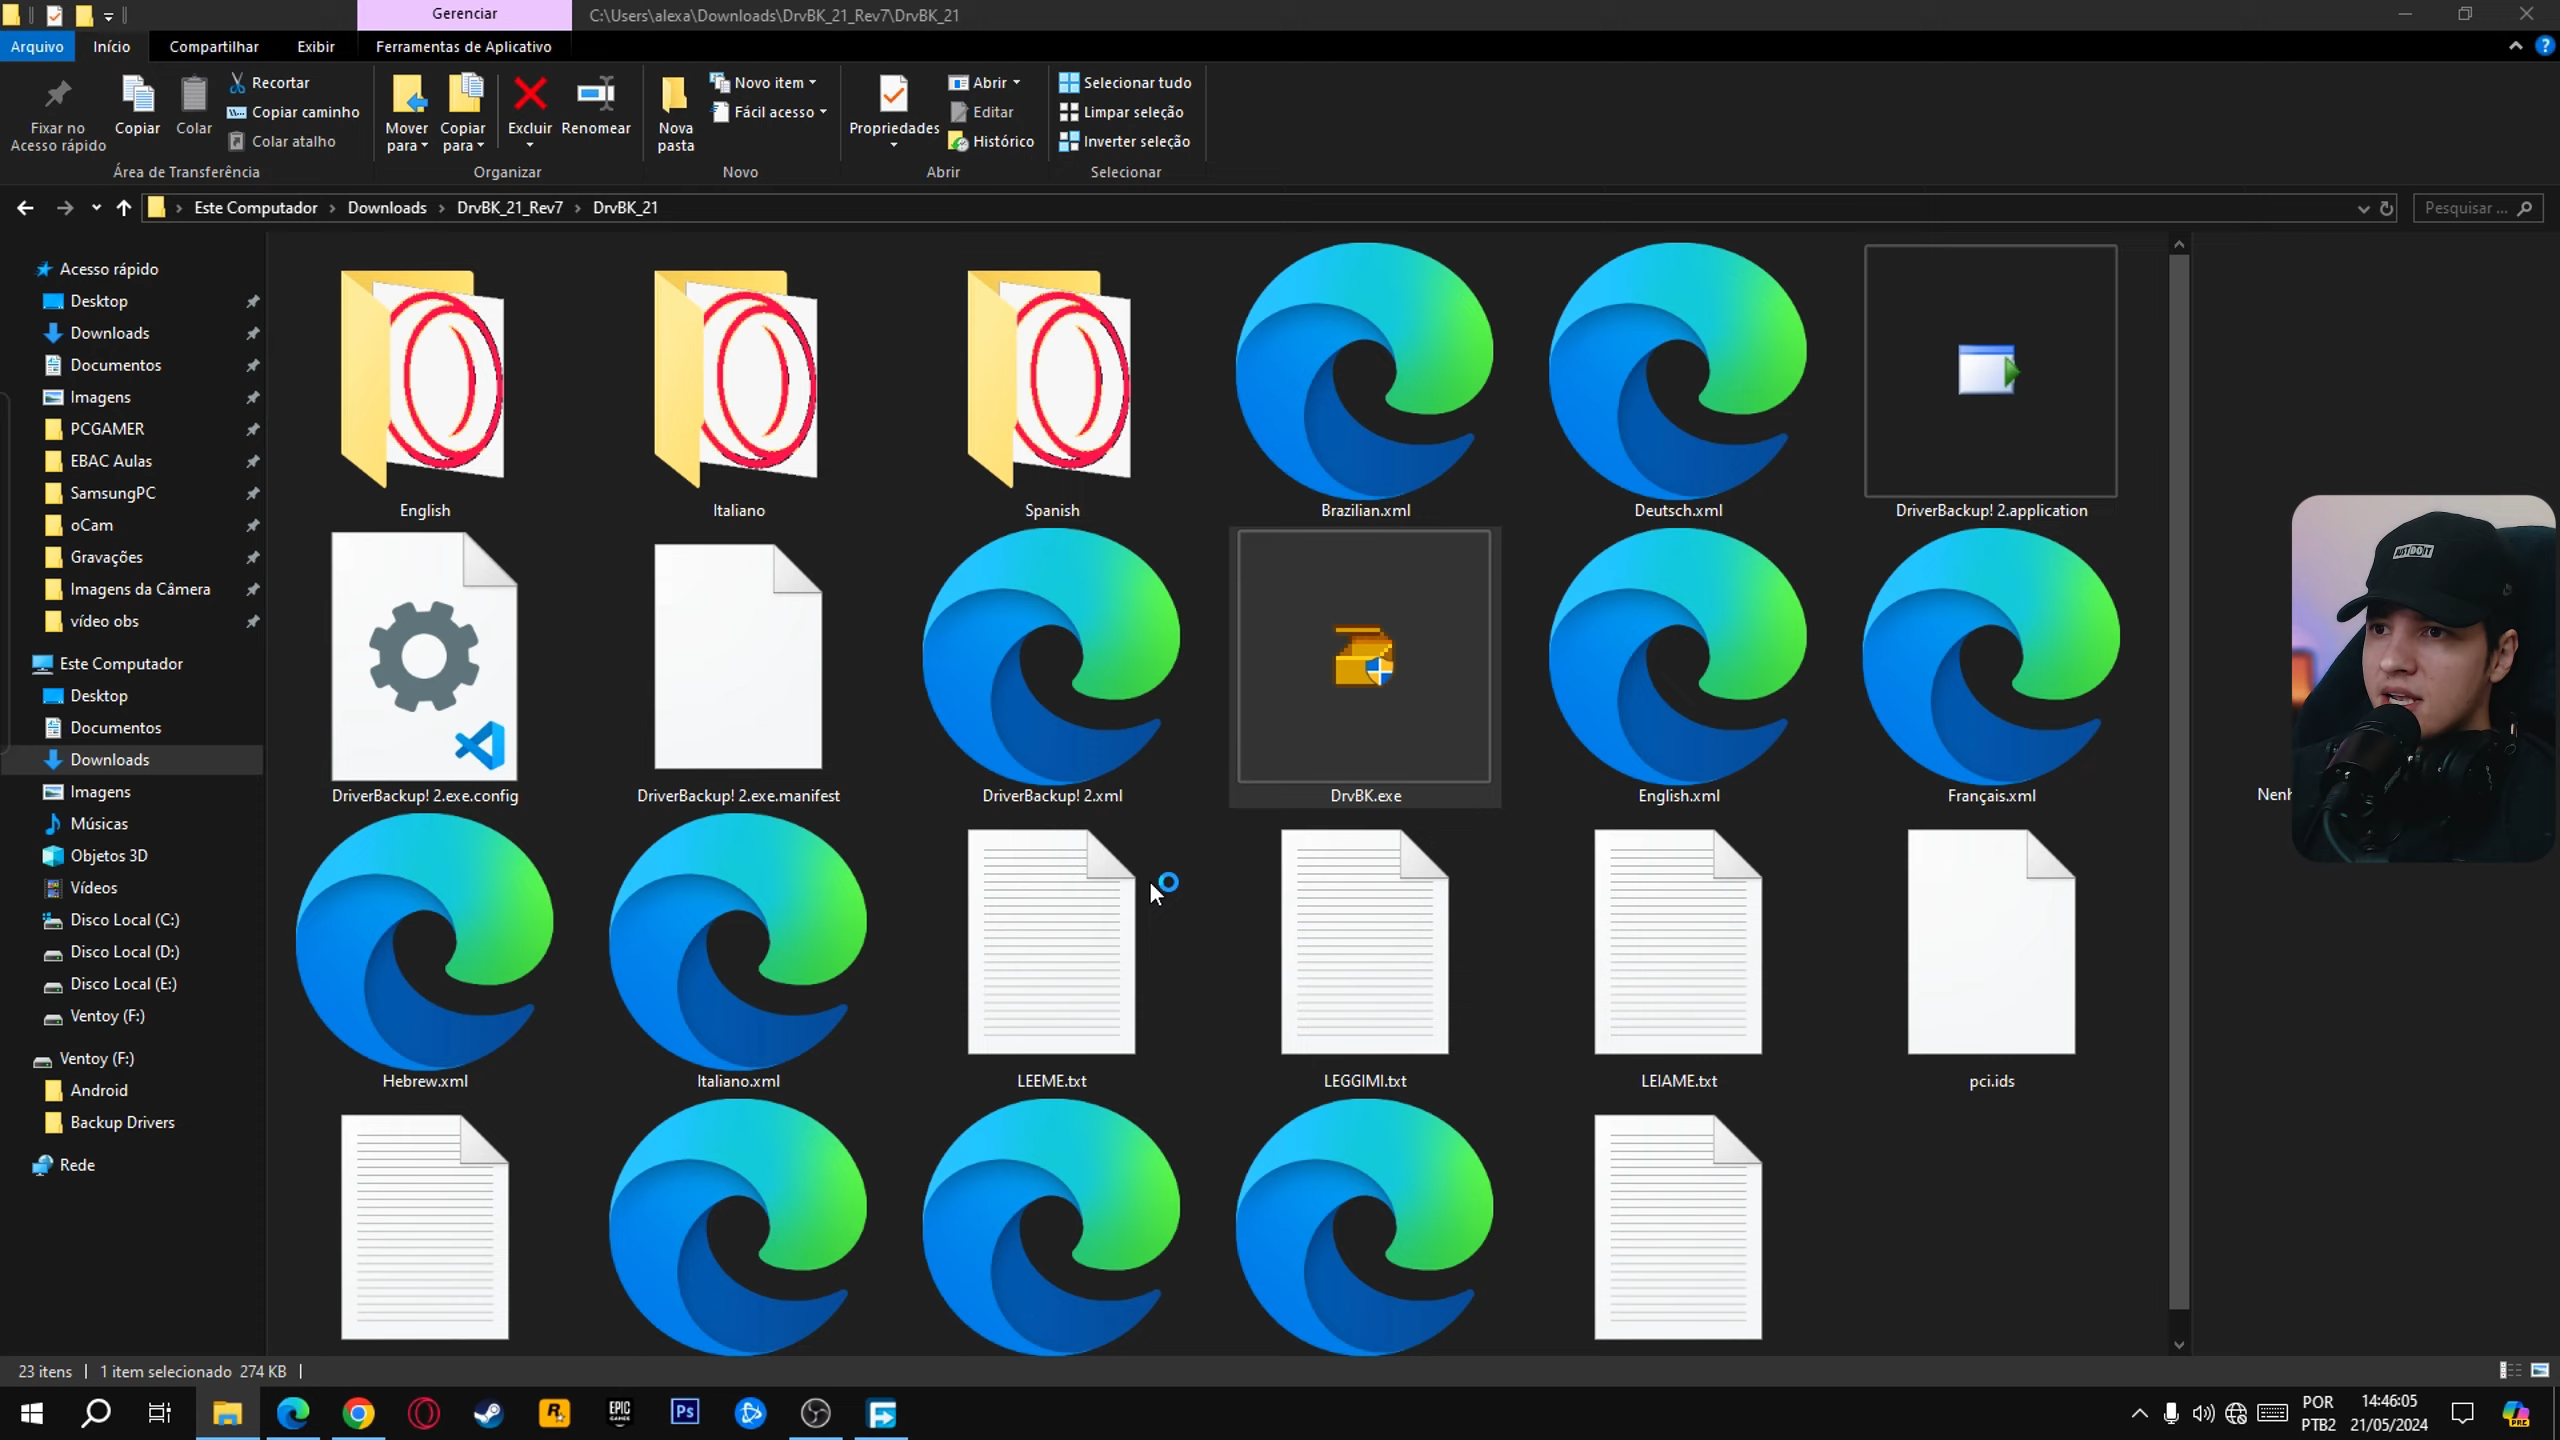 Gerenciar
C:\Users\alexa\Downloads\DrvBK_21_Rev7\DrvBK_21
Arquivo
Início
Compartilhar
Exibir
Ferramentas de Aplicativo
Fixar no
Acesso rápido
Copiar
Colar
Recortar
Copiar caminho
Colar atalho
Mover
para
Copiar
para
Excluir
Renomear
Nova
pasta
Novo item
Fácil acesso
Propriedades
Abrir
Editar
Histórico
Selecionar tudo
Limpar seleção
Inverter seleção
Área de Transferência
Organizar
Novo
Abrir
Selecionar
Este Computador
Downloads
DrvBK_21_Rev7
DrvBK_21
Pesquisar ...
Acesso rápido
Desktop
Downloads
Documentos
Imagens
PCGAMER
EBAC Aulas
SamsungPC
oCam
Gravações
Imagens da Câmera
vídeo obs
Este Computador
Desktop
Documentos
Downloads
Imagens
Músicas
Objetos 3D
Vídeos
Disco Local (C:)
Disco Local (D:)
Disco Local (E:)
Ventoy (F:)
Ventoy (F:)
Android
Backup Drivers
Rede
English
Italiano
Spanish
Brazilian.xml
Deutsch.xml
DriverBackup! 2.application
DriverBackup! 2.exe.config
DriverBackup! 2.exe.manifest
DriverBackup! 2.xml
DrvBK.exe
English.xml
Français.xml
Hebrew.xml
Italiano.xml
LEEME.txt
LEGGIMI.txt
LEIAME.txt
pci.ids
Nenh
JUST DO IT
23 itens
1 item selecionado 274 KB
EPIC
GAMES
Ps
PRE
POR
PTB2
14:46:05
21/05/2024